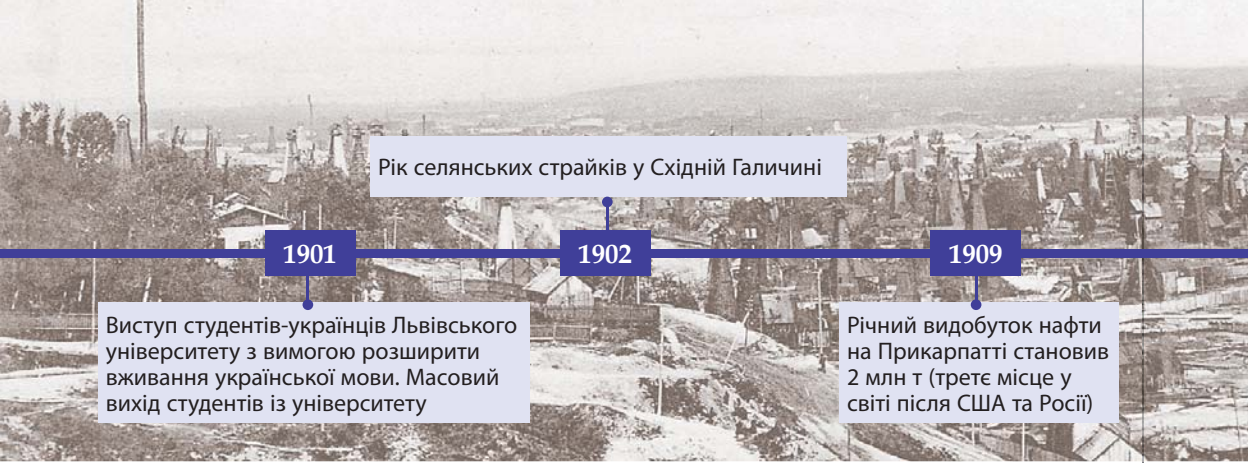 Рік селянських страйків у Східній Галичині
1901
1902
1909
Виступ студентів-українців Львівського
університету з вимогою розширити
вживання української мови. Масовий
вихід студентів із університету
Річний видобуток нафти
на Прикарпатті становив
2 млн т (третє місце у
світі після США та Росії)